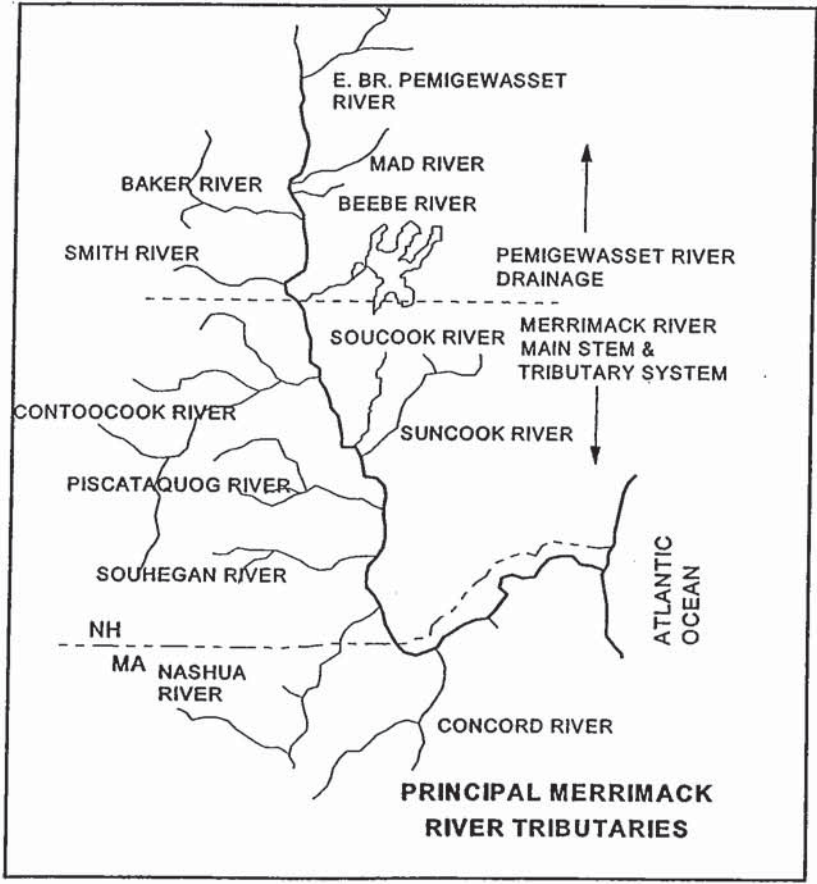 E. BR. PEMIGEWASSET
RIVER
MAD RIVER
BAKER RIVER
BEEBE RIVER
SMITH RIVER
PEMIGEWASSET RIVER
DRAINAGE
SOUCOOK RIVER
MERRIMACK RIVER
MAIN STEM &
TRIBUTARY SYSTEM
CONTOOCOOK RIVER
SUNCOOK RIVER
PISCATAQUOG RIVER
SOUHEGAN RIVER
ATLANTIC
OCEAN
NH
MA
NASHUA
RIVER
CONCORD RIVER
PRINCIPAL MERRIMACK
RIVER TRIBUTARIES